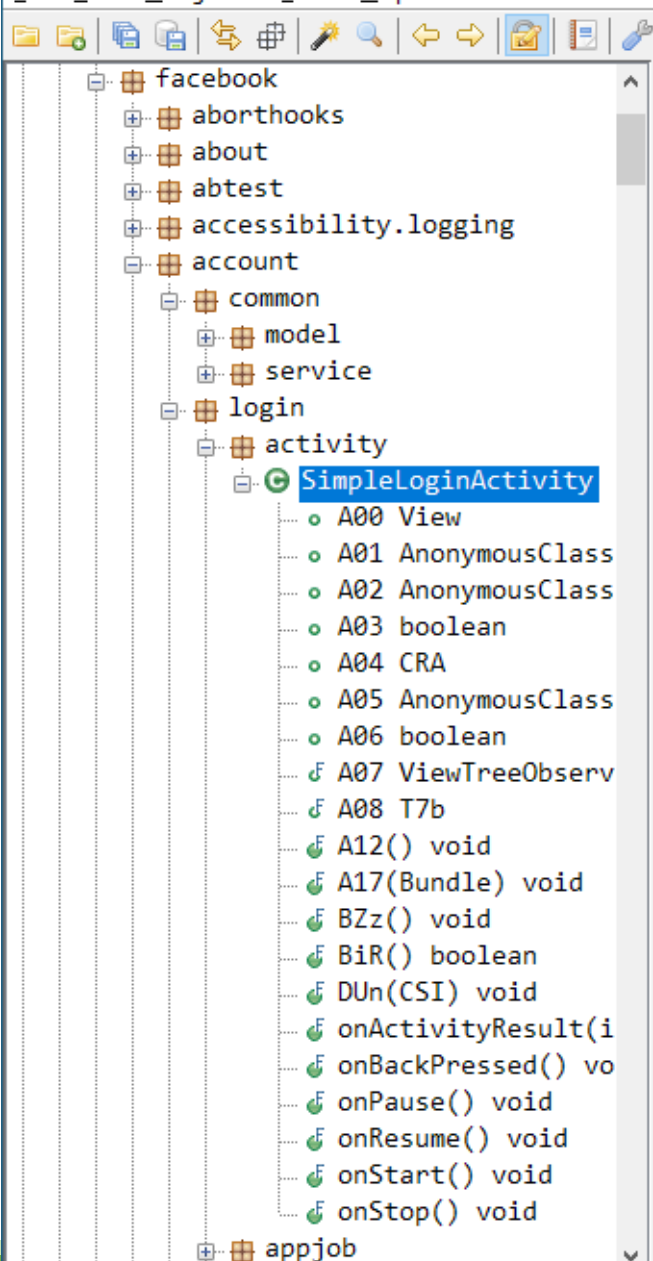 facebook
aborthooks
about
abtest
accessibility.logging
account
common
model
service
login
activity
SimpleLoginActivity
A00 View
A01 AnonymousClass
A02 AnonymousClass
A03 boolean
A04 CRA
A05 AnonymousClass
A06 boolean
A07 ViewTreeObserv
A08 T7b
A12() void
A17(Bundle) void
BZz() void
BiR() boolean
DUn(CSI) void
onActivityResult(i
onBackPressed() vo
onPause() void
onResume() void
onStart() void
onStop() void
appjob